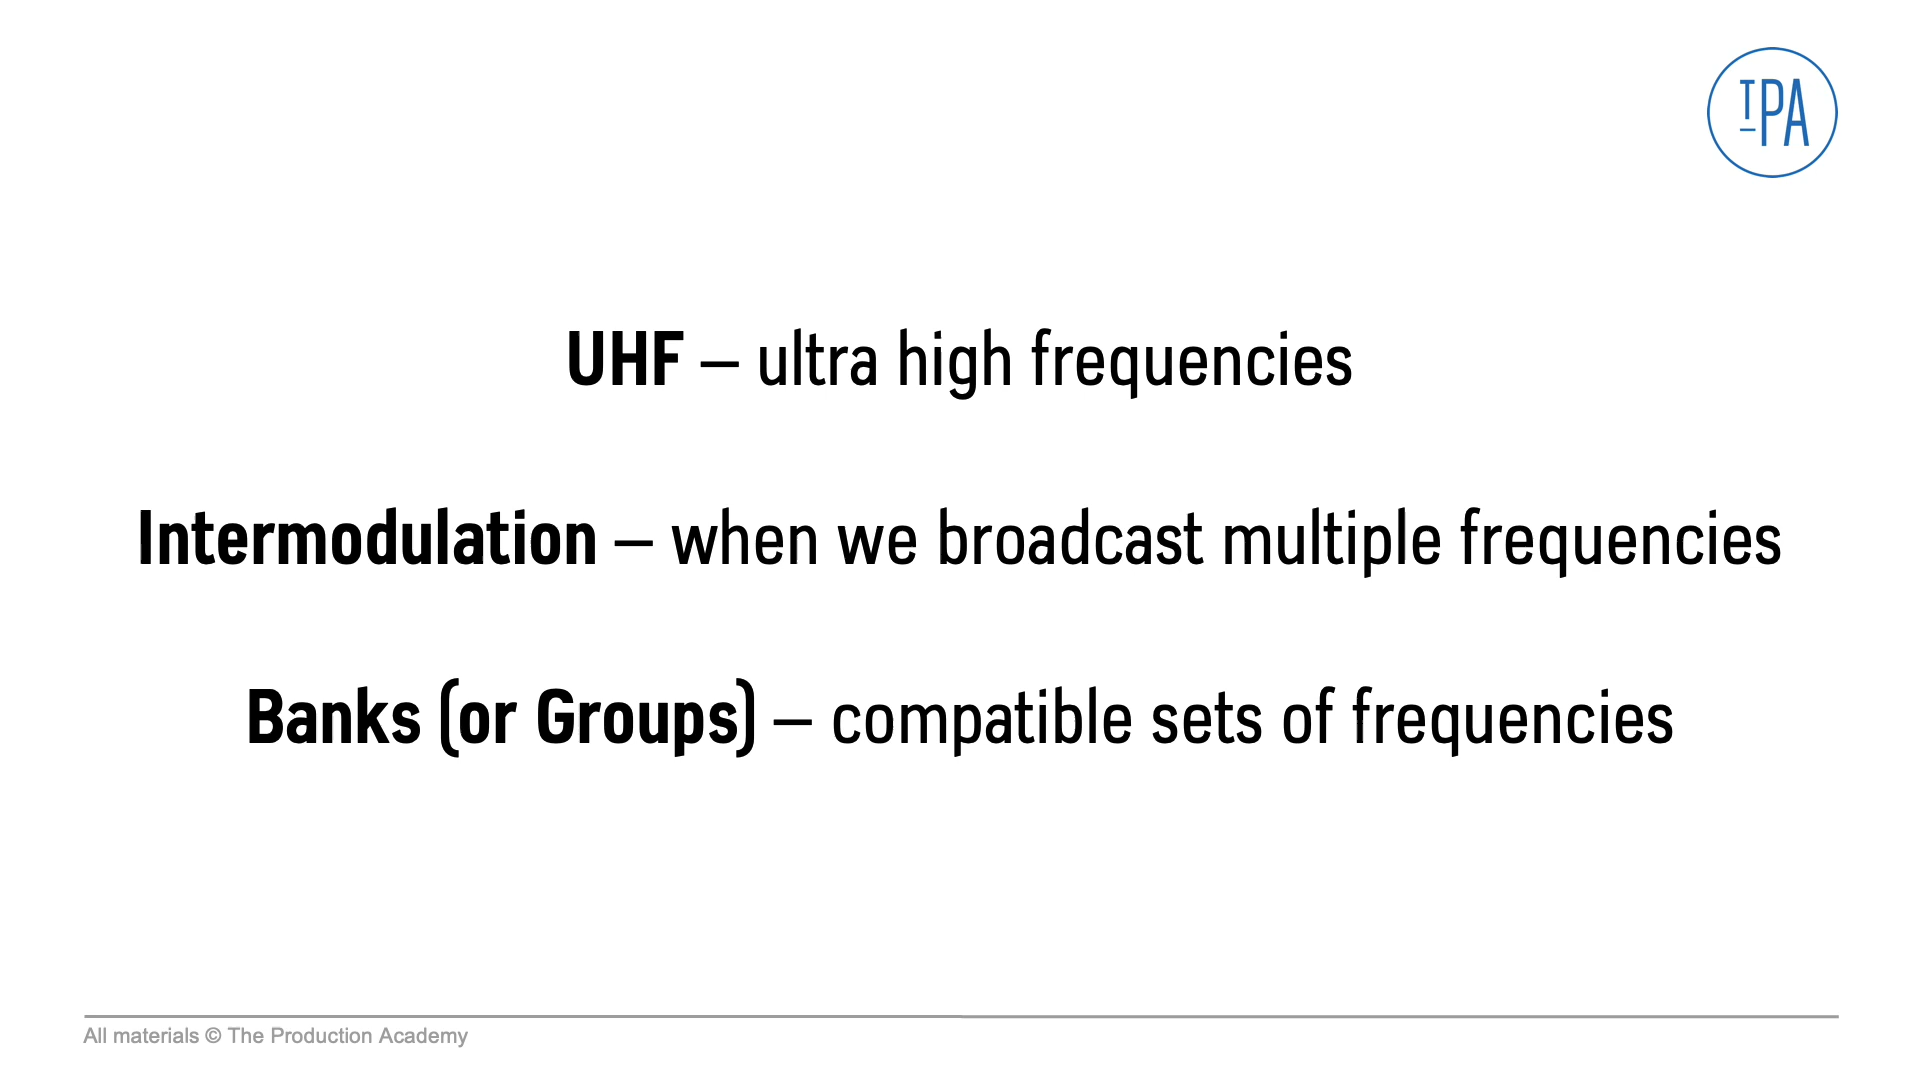 TPA
UHF – ultra high frequencies
Intermodulation – when we broadcast multiple frequencies
Banks (or Groups) – compatible sets of frequencies
All materials © The Production Academy